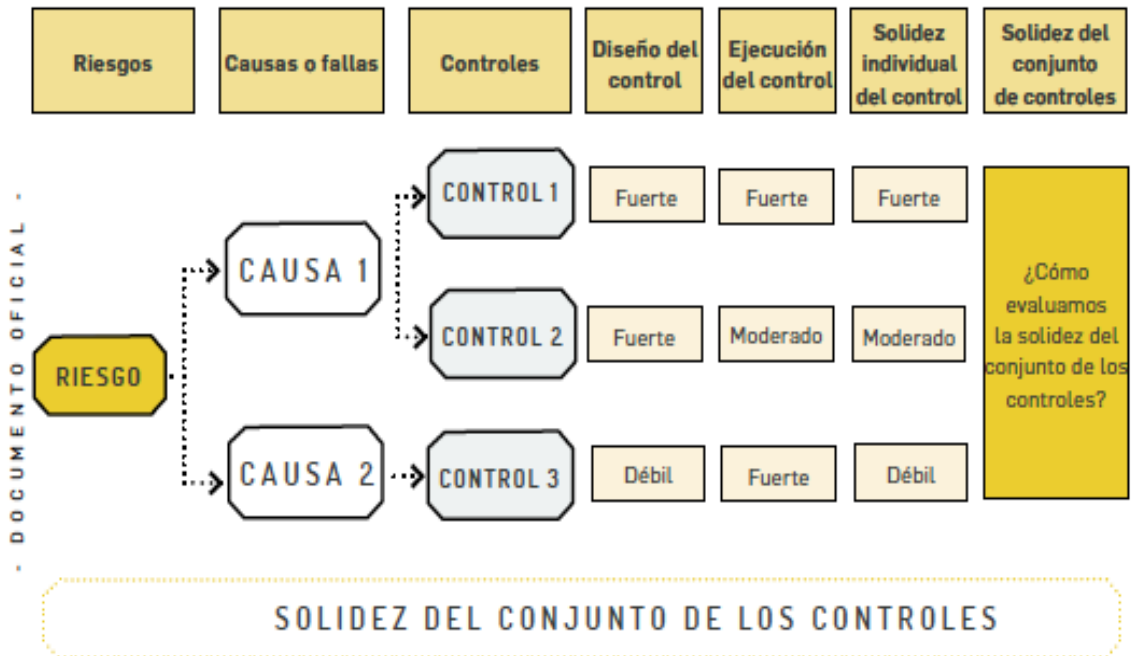 Riesgos
Causas o fallas
Controles
Diseño del
control
Ejecución
del control
Solidez
individual
del control
Solidez del
conjunto
de controles
- DOCUMENTO OFICIAL -
RIESGO
CAUSA 1
CONTROL 1
Fuerte
Fuerte
Fuerte
CONTROL 2
Fuerte
Moderado
Moderado
CAUSA 2
CONTROL 3
Débil
Fuerte
Débil
¿Cómo
evaluamos
la solidez del
conjunto de los
controles?
SOLIDEZ DEL CONJUNTO DE LOS CONTROLES